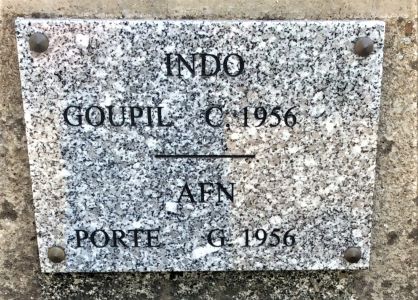 INDO
GOUPIL C. 1956
AFN
PORTE G. 1956